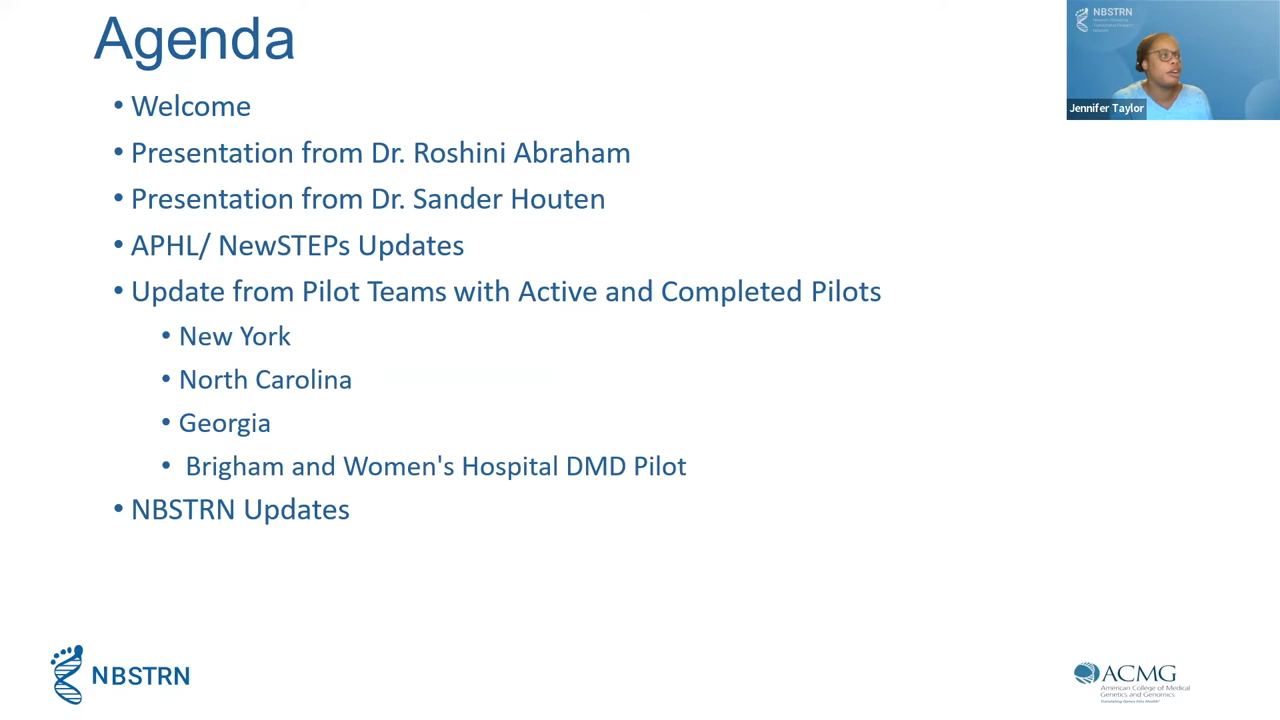 Agenda
• Welcome
• Presentation from Dr. Roshini Abraham
• Presentation from Dr. Sander Houten
• APHL/ NewSTEPs Updates
• Update from Pilot Teams with Active and Completed Pilots
• New York
• North Carolina
• Georgia
• Brigham and Women's Hospital DMD Pilot
• NBSTRN Updates
NBSTRN
Jennifer Taylor
NBSTRN
ACMG
American College of Medical
Genetics and Genomics